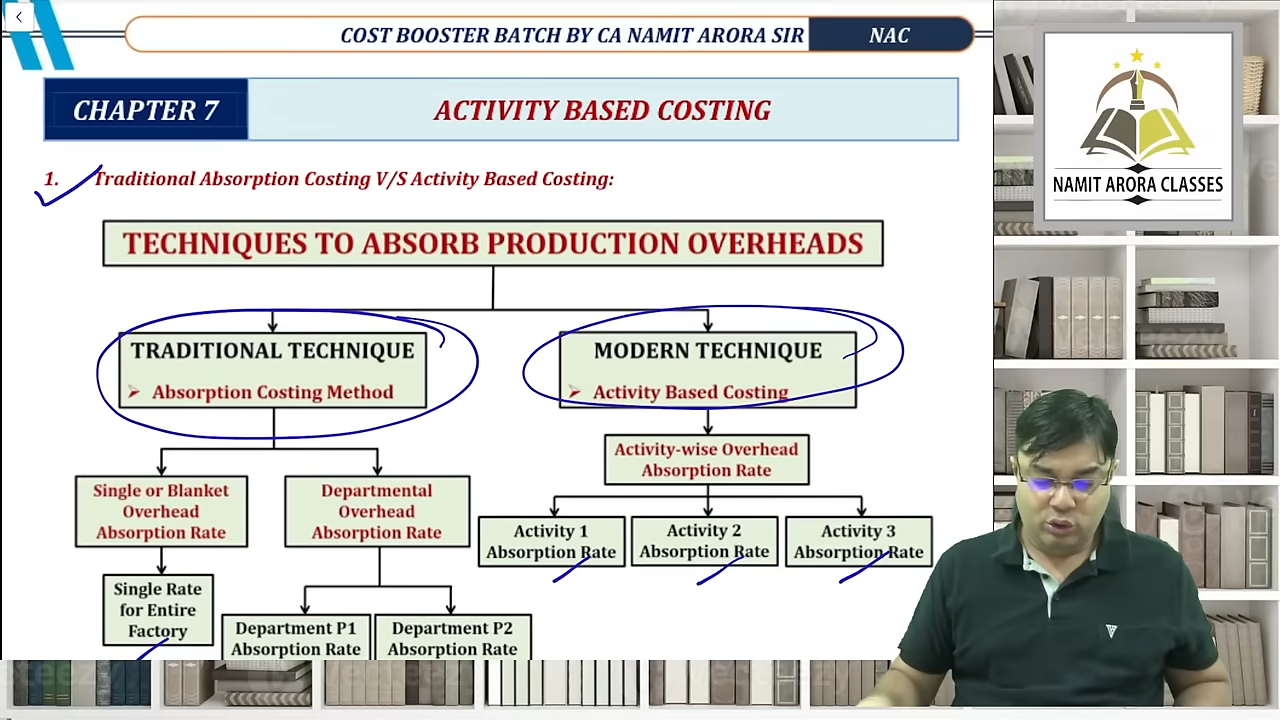 COST BOOSTER BATCH BY CA NAMIT ARORA SIR NAC
CHAPTER 7 ACTIVITY BASED COSTING
1. Traditional Absorption Costing V/S Activity Based Costing:
TECHNIQUES TO ABSORB PRODUCTION OVERHEADS
TRADITIONAL TECHNIQUE
➢ Absorption Costing Method
MODERN TECHNIQUE
➢ Activity Based Costing
Activity-wise Overhead
Absorption Rate
Single or Blanket
Overhead
Absorption Rate
Departmental
Overhead
Absorption Rate
Activity 1
Absorption Rate
Activity 2
Absorption Rate
Activity 3
Absorption Rate
Single Rate
for Entire
Factory
Department P1
Absorption Rate
Department P2
Absorption Rate
NAMIT ARORA CLASSES